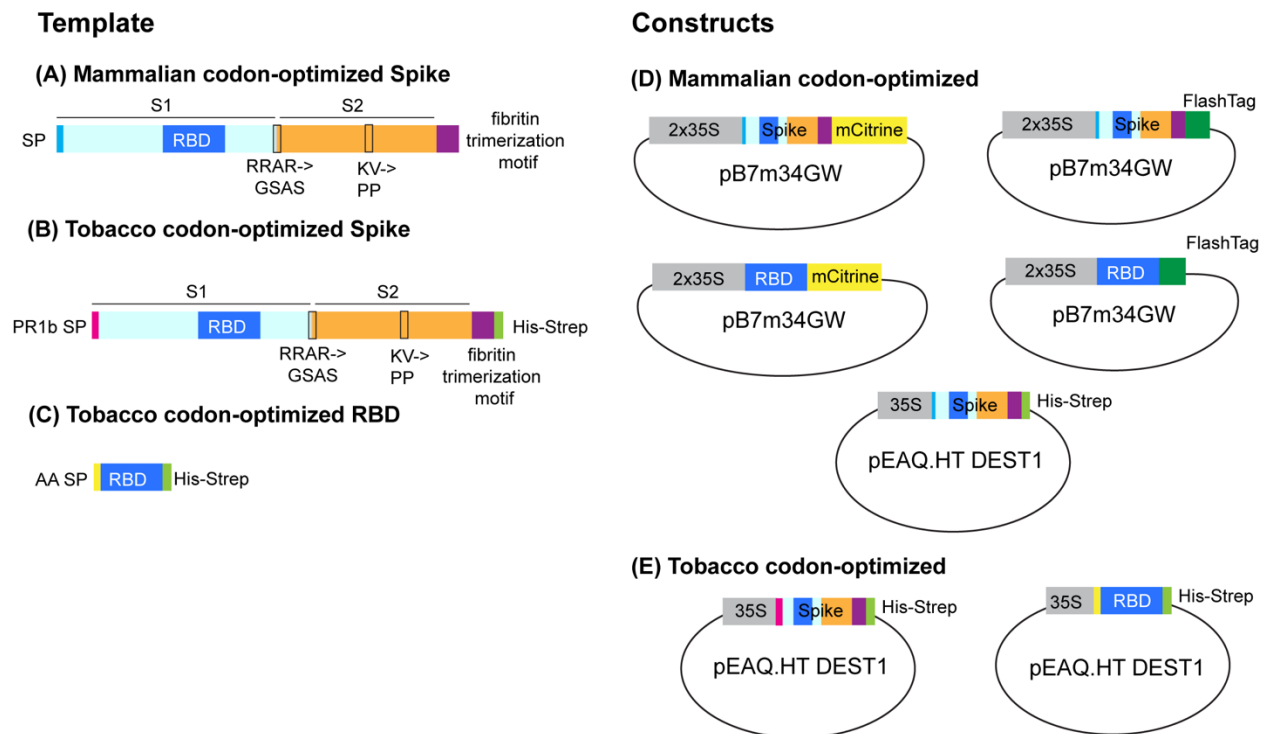 Template
(A) Mammalian codon-optimized Spike
S1
S2
SP
RBD
fibritin
trimerization
motif
RRAR->
GSAS
KV->
PP
(B) Tobacco codon-optimized Spike
S1
S2
PR1b SP
RBD
His-Strep
RRAR->
GSAS
KV->
PP
fibritin
trimerization
motif
(C) Tobacco codon-optimized RBD
AA SP
RBD
His-Strep
Constructs
(D) Mammalian codon-optimized
2x35S
Spike
mCitrine
pB7m34GW
FlashTag
2x35S
Spike
pB7m34GW
2x35S
RBD
mCitrine
pB7m34GW
FlashTag
2x35S
RBD
pB7m34GW
35S
Spike
His-Strep
pEAQ.HT DEST1
(E) Tobacco codon-optimized
35S
Spike
His-Strep
pEAQ.HT DEST1
35S
RBD
His-Strep
pEAQ.HT DEST1